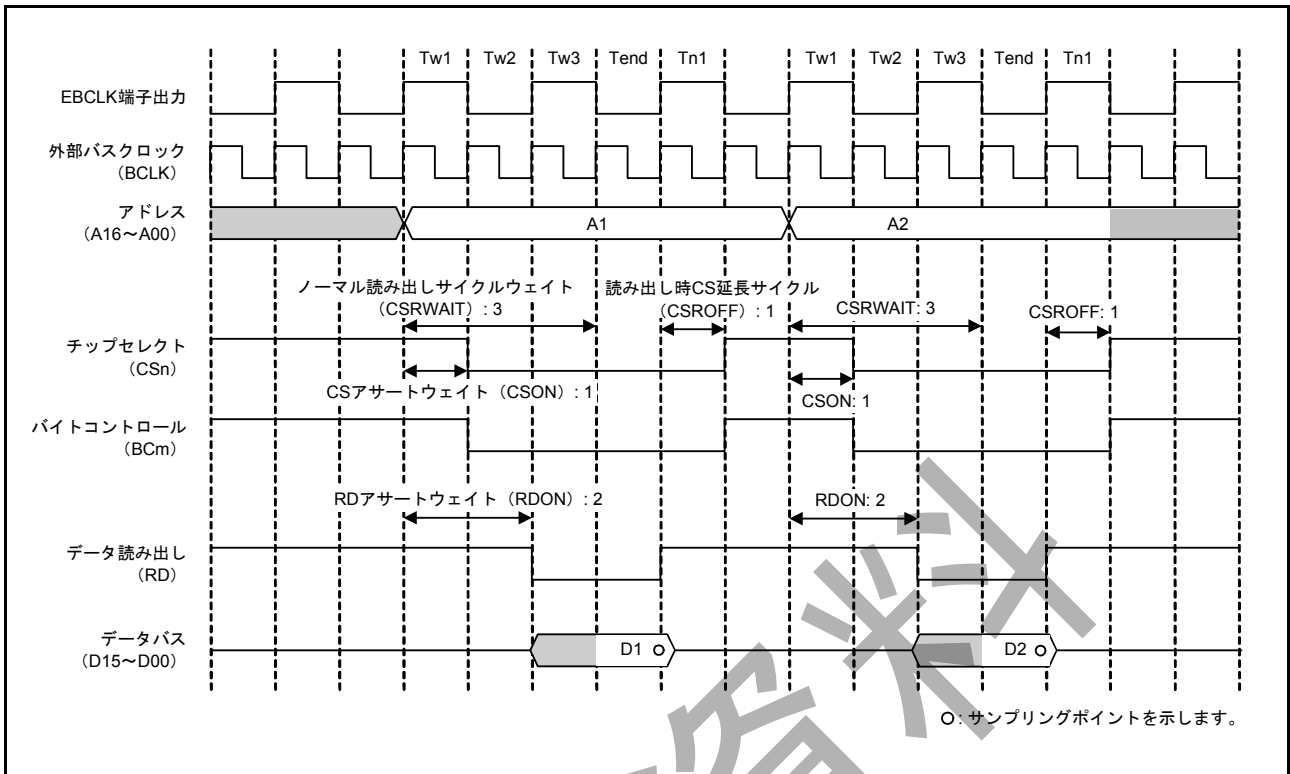 Tw1 Tw2 Tw3 Tend Tn1 Tw1 Tw2 Tw3 Tend Tn1
EBCLK端子出力
外部バスクロック
（BCLK）
アドレス
（A16～A00）
A1 A2
ノーマル読み出しサイクルウェイト
（CSRWAIT）: 3
読み出し時CS延長サイクル
（CSROFF）: 1
CSRWAIT: 3
CSROFF: 1
チップセレクト
（CSn）
CSアサートウェイト（CSON）: 1
CSON: 1
バイトコントロール
（BCm）
RDアサートウェイト（RDON）: 2
RDON: 2
データ読み出し
（RD）
データバス
（D15～D00）
D1 D2
: サンプリングポイントを示します。
資料